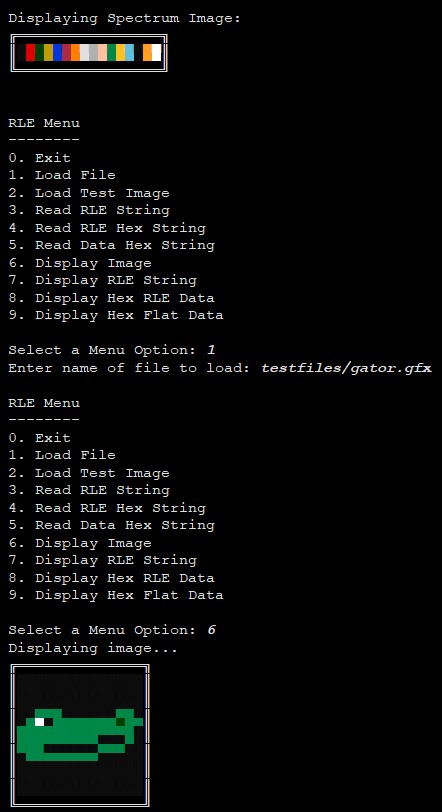 Displaying Spectrum Image:
RLE Menu
--------
0. Exit
1. Load File
2. Load Test Image
3. Read RLE String
4. Read RLE Hex String
5. Read Data Hex String
6. Display Image
7. Display RLE String
8. Display Hex RLE Data
9. Display Hex Flat Data
Select a Menu Option: 1
Enter name of file to load: testfiles/gator.gfx
RLE Menu
--------
0. Exit
1. Load File
2. Load Test Image
3. Read RLE String
4. Read RLE Hex String
5. Read Data Hex String
6. Display Image
7. Display RLE String
8. Display Hex RLE Data
9. Display Hex Flat Data
Select a Menu Option: 6
Displaying image...